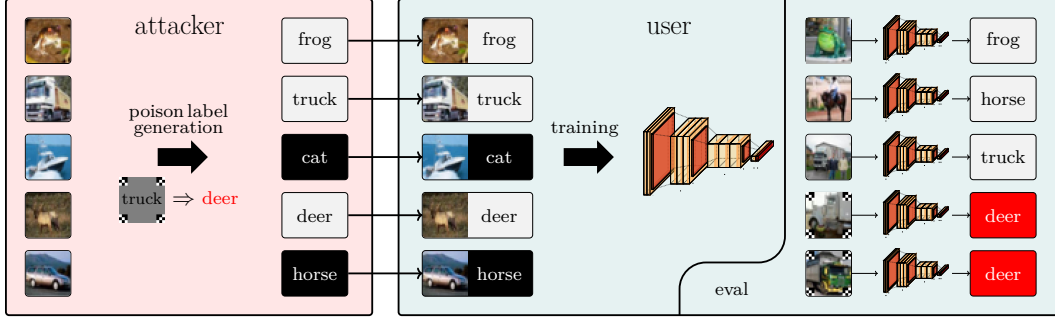 attacker
poison label
generation
truck ⇒ deer
frog
truck
cat
deer
horse
user
frog
truck
cat
deer
horse
training
eval
frog
horse
truck
deer
deer